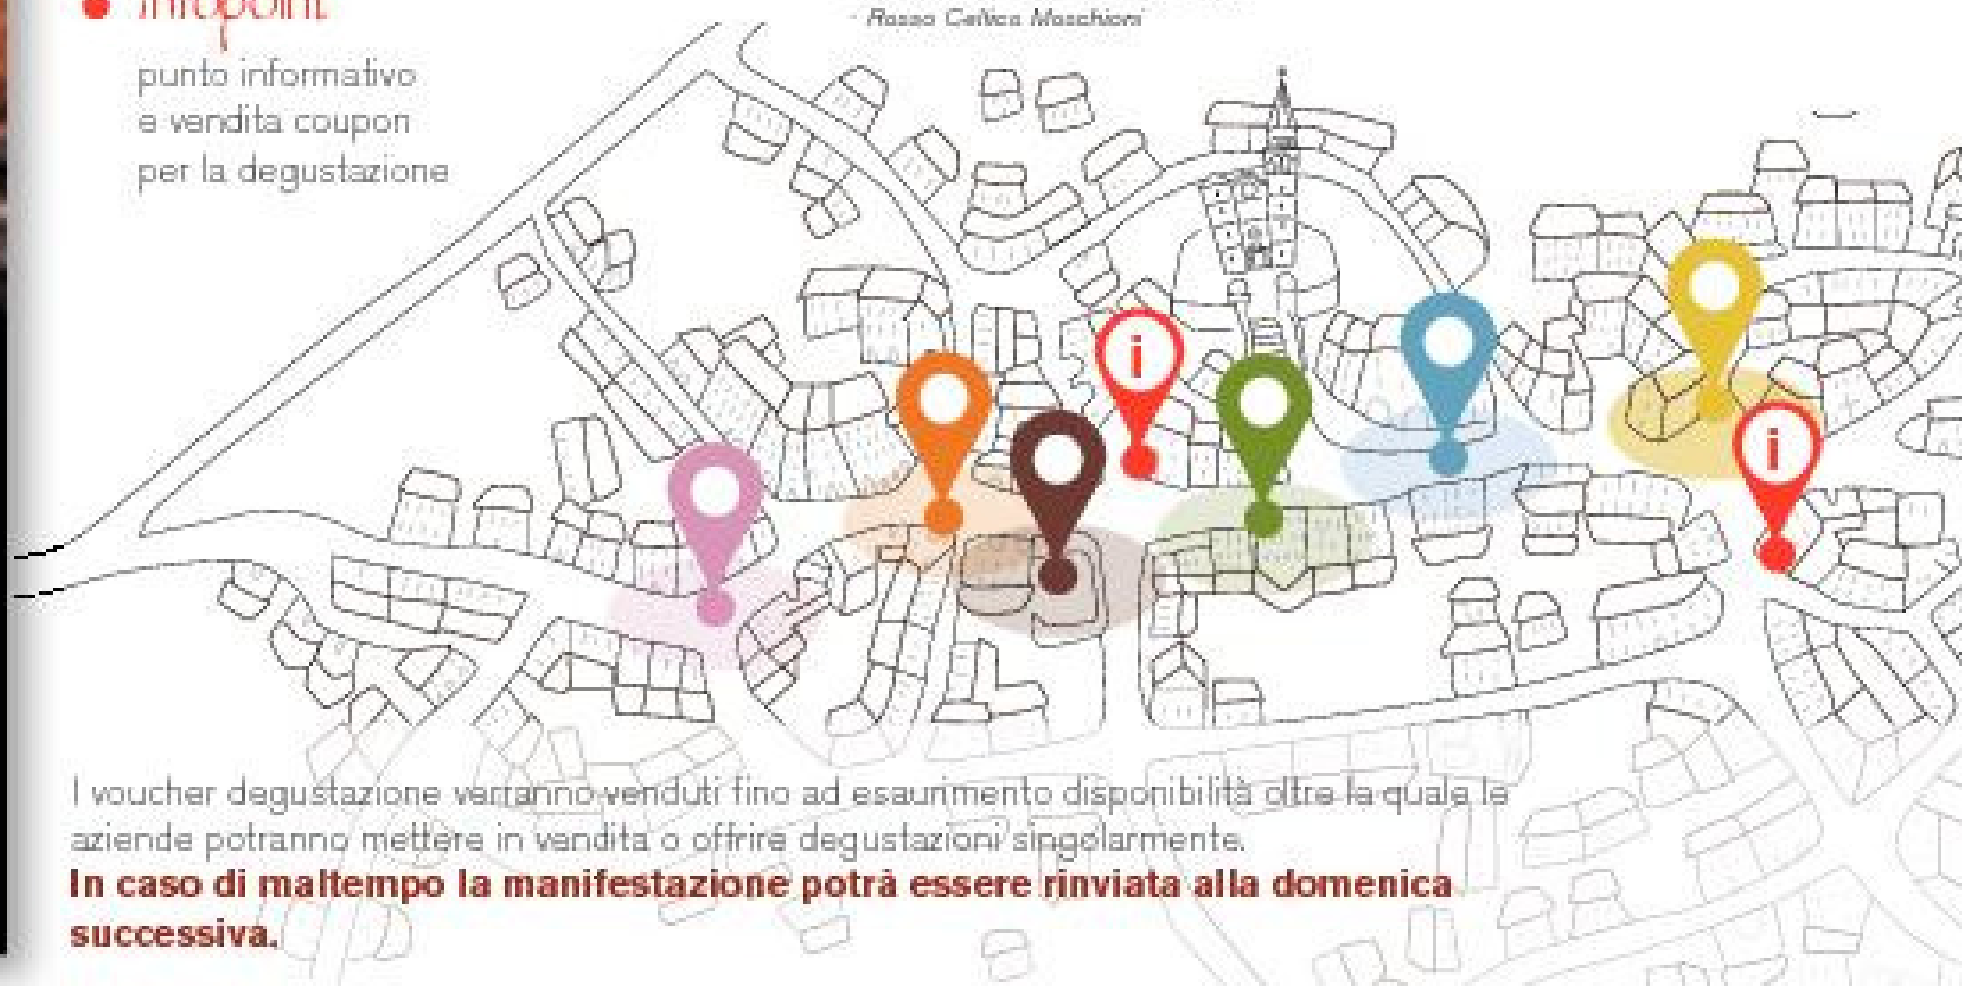 infopoint
Rosso Celtico Moschioni
punto informativo
e vendita coupon
per la degustazione
i
i
I voucher degustazione verranno venduti fino ad esaurimento disponibilità oltre la quale le
aziende potranno mettere in vendita o offrire degustazioni singolarmente.
In caso di maltempo la manifestazione potrà essere rinviata alla domenica
successiva.